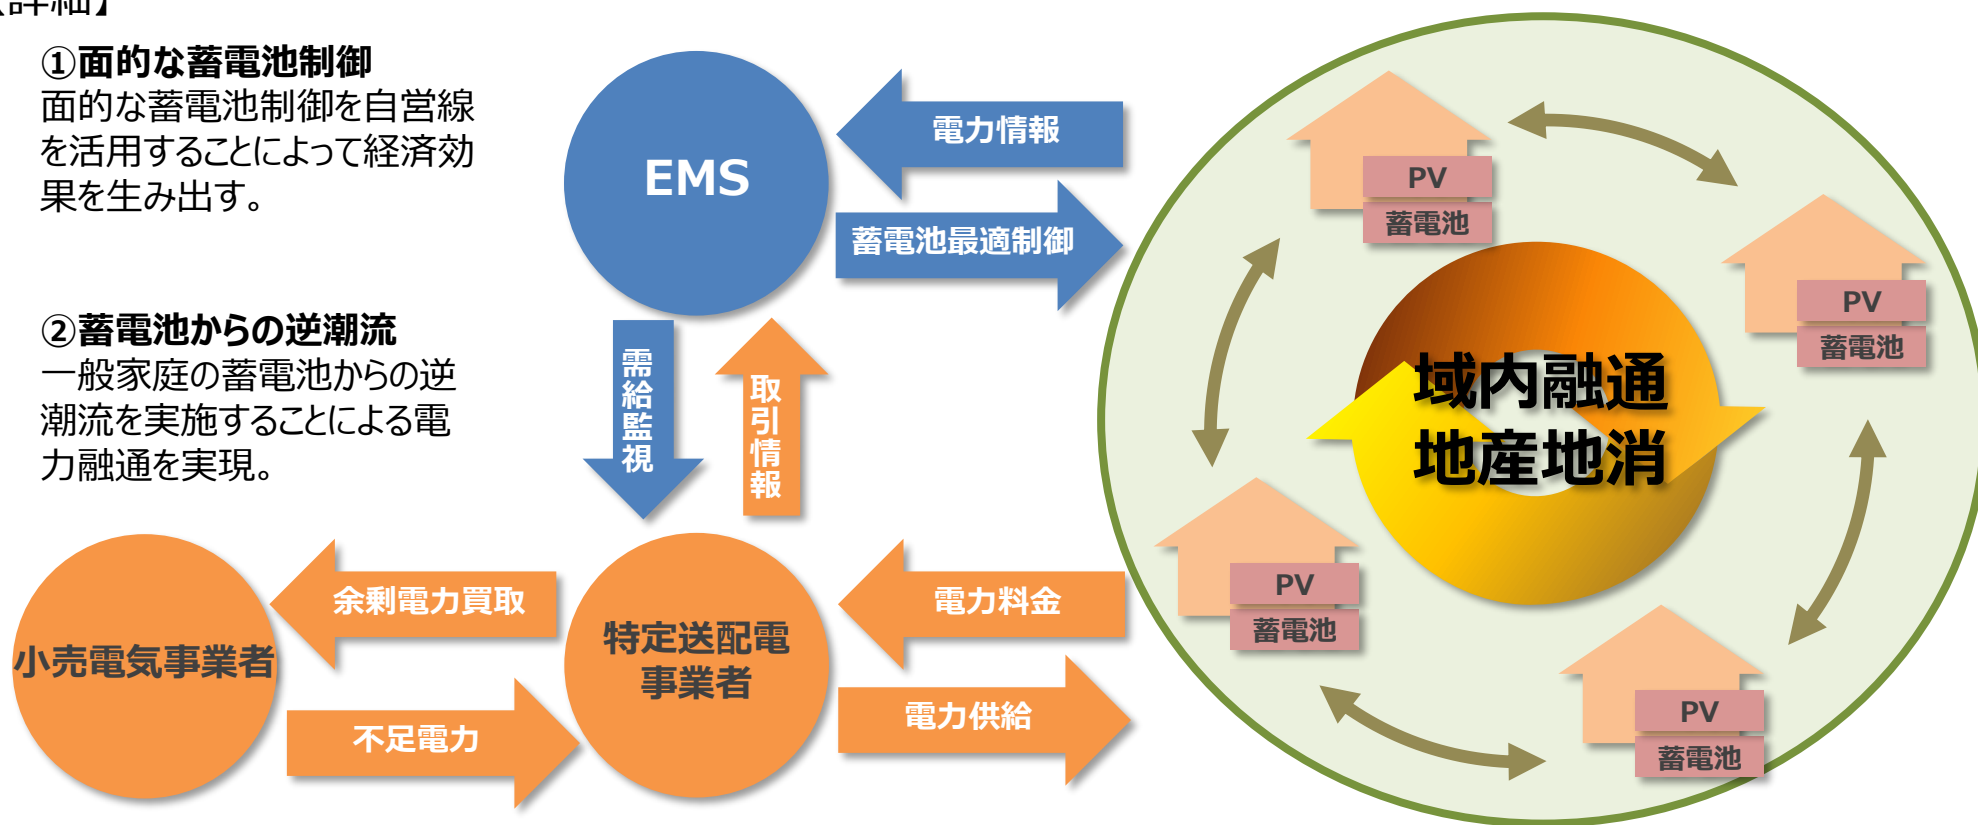 【詳細】
①面的な蓄電池制御
面的な蓄電池制御を自営線
を活用することによって経済効
果を生み出す。
②蓄電池からの逆潮流
一般家庭の蓄電池からの逆
潮流を実施することによる電
力融通を実現。
EMS
電力情報
蓄電池最適制御
需給監視
取引情報
小売電気事業者
余剰電力買取
不足電力
特定送配電
事業者
電力料金
電力供給
PV
蓄電池
PV
蓄電池
域内融通
地産地消
PV
蓄電池
PV
蓄電池